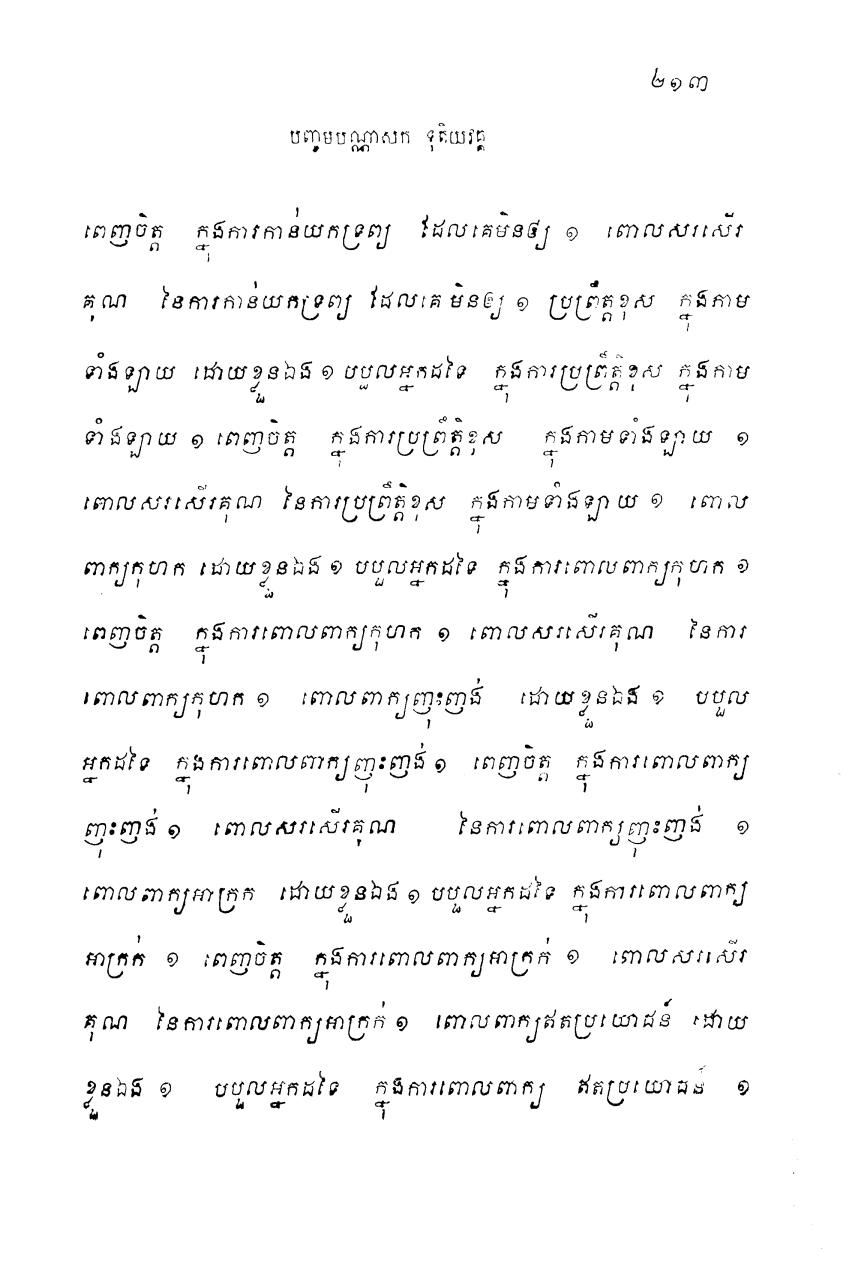 ២១៣
បញ្ចមបណ្ណាសក ទុតិយវគ្គ
ពេញចិត្ត ក្នុងការកាន់យកទ្រព្យ ដែលគេមិនឲ្យ ១ ពោលសរសើរ
គុណ នៃការកាន់យកទ្រព្យ ដែលគេមិនឲ្យ ១ ប្រព្រឹត្តខុស ក្នុងកាម
ទាំងឡាយ ដោយខ្លួនឯង ១ បបួលអ្នកដទៃ ក្នុងការប្រព្រឹត្តិខុស ក្នុងកាម
ទាំងឡាយ ១ ពេញចិត្ត ក្នុងការប្រព្រឹត្តិខុស ក្នុងកាមទាំងឡាយ ១
ពោលសរសើរគុណ នៃការប្រព្រឹត្តិខុស ក្នុងកាមទាំងឡាយ ១ ពោល
ពាក្យកុហក ដោយខ្លួនឯង ១ បបួលអ្នកដទៃ ក្នុងការពោលពាក្យកុហក ១
ពេញចិត្ត ក្នុងការពោលពាក្យកុហក ១ ពោលសរសើរគុណ នៃការ
ពោលពាក្យកុហក ១ ពោលពាក្យញុះញង់ ដោយខ្លួនឯង ១ បបួល
អ្នកដទៃ ក្នុងការពោលពាក្យញុះញង់ ១ ពេញចិត្ត ក្នុងការពោលពាក្យ
ញុះញង់ ១ ពោលសរសើរគុណ នៃការពោលពាក្យញុះញង់ ១
ពោលពាក្យអាក្រក ដោយខ្លួនឯង ១ បបួលអ្នកដទៃ ក្នុងការពោលពាក្យ
អាក្រក់ ១ ពេញចិត្ត ក្នុងការពោលពាក្យអាក្រក់ ១ ពោលសរសើរ
គុណ នៃការពោលពាក្យអាក្រក់ ១ ពោលពាក្យឥតប្រយោជន៍ ដោយ
ខ្លួនឯង ១ បបួលអ្នកដទៃ ក្នុងការពោលពាក្យ ឥតប្រយោជន៍ ១